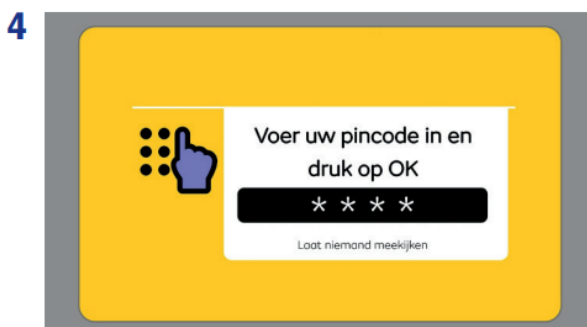 4
Voer uw pincode in en
druk op OK
* * * *
Laat niemand meekijken